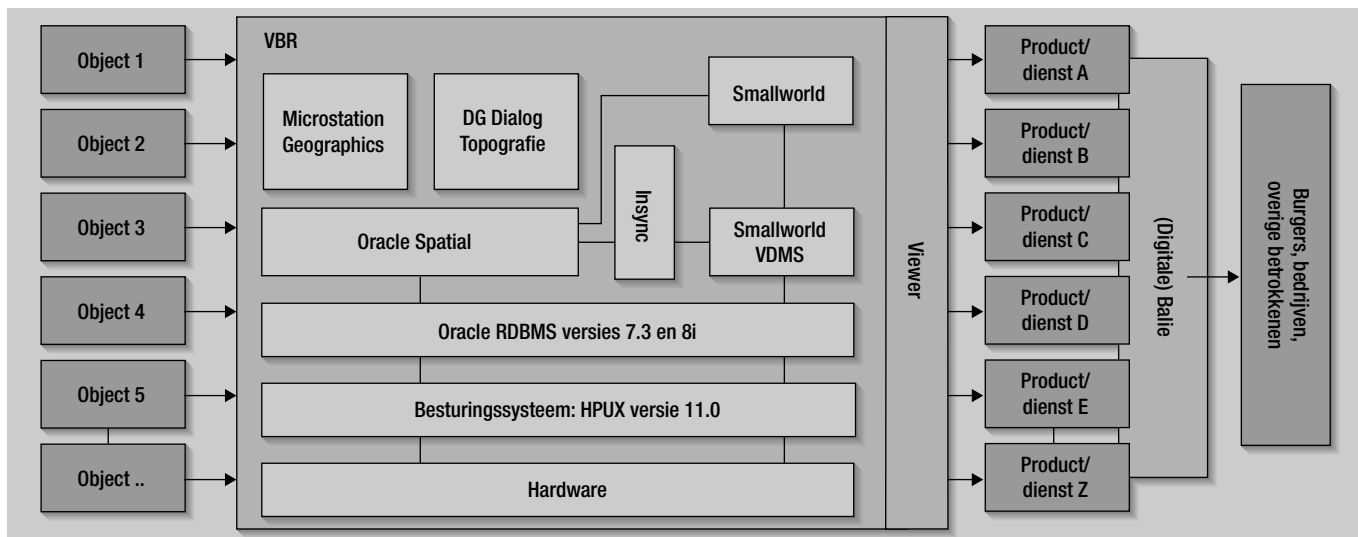 Object 1
Object 2
Object 3
Object 4
Object 5
Object ..
VBR
Microstation
Geographics
DG Dialog
Topografie
Smallworld
Insync
Oracle Spatial
Smallworld
VDMS
Oracle RDBMS versies 7.3 en 8i
Besturingssysteem: HPUX versie 11.0
Hardware
Viewer
Product/
dienst A
Product/
dienst B
Product/
dienst C
Product/
dienst D
Product/
dienst E
Product/
dienst Z
(Digitale) Balie
Burgers, bedrijven,
overige betrokkenen